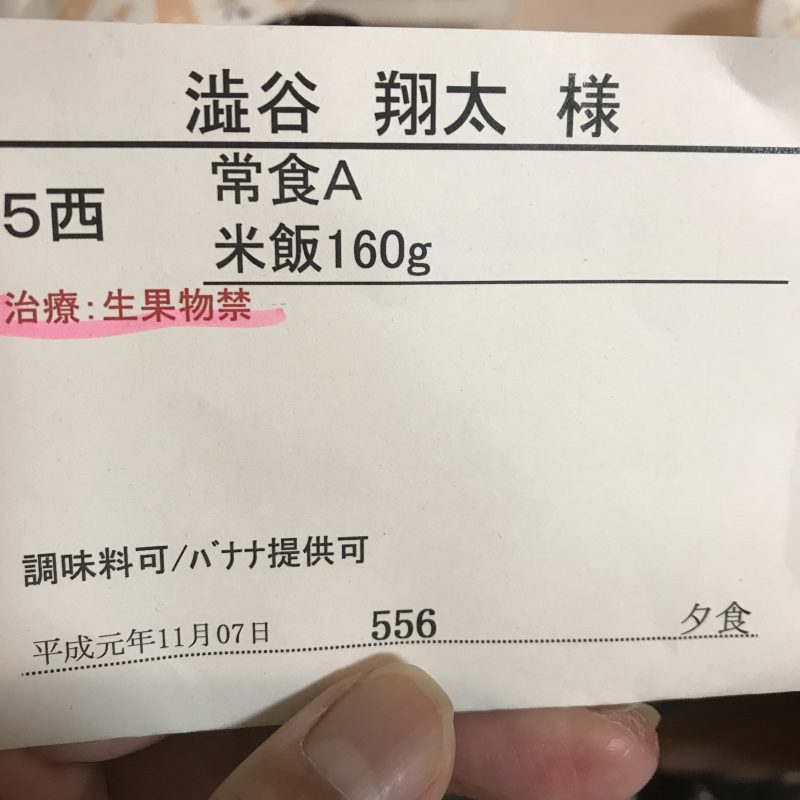 澁谷 翔太 様
5西
常食A
米飯160g
治療:生果物禁
調味料可/バナナ提供可
平成元年11月07日 556 夕食